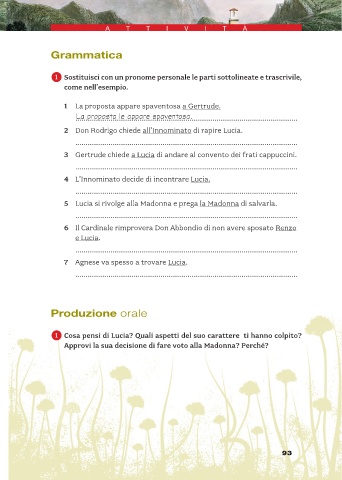 ATTIVITÀ
Grammatica
1 Sostituisci con un pronome personale le parti sottolineate e trascrivile,
come nell'esempio.
1 La proposta appare spaventosa a Gertrude.
La proposta le appare spaventosa.
2 Don Rodrigo chiede all'Innominato di rapire Lucia.
3 Gertrude chiede a Lucia di andare al convento dei frati cappuccini.
4 L'Innominato decide di incontrare Lucia.
5 Lucia si rivolge alla Madonna e prega la Madonna di salvarla.
6 Il Cardinale rimprovera Don Abbondio di non avere sposato Renzo
e Lucia.
7 Agnese va spesso a trovare Lucia.
Produzione orale
1 Cosa pensi di Lucia? Quali aspetti del suo carattere ti hanno colpito?
Approvi la sua decisione di fare voto alla Madonna? Perché?
93